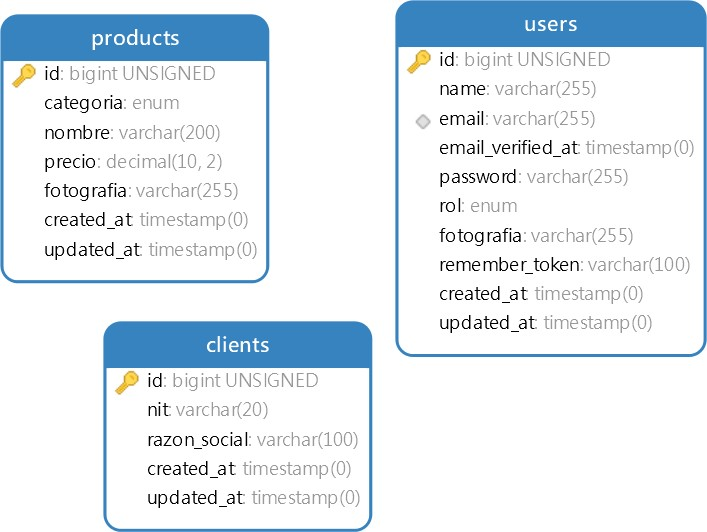 products
id: bigint UNSIGNED
categoria: enum
nombre: varchar(200)
precio: decimal(10, 2)
fotografia: varchar(255)
created_at: timestamp(0)
updated_at: timestamp(0)
users
id: bigint UNSIGNED
name: varchar(255)
email: varchar(255)
email_verified_at: timestamp(0)
password: varchar(255)
rol: enum
fotografia: varchar(255)
remember_token: varchar(100)
created_at: timestamp(0)
updated_at: timestamp(0)
clients
id: bigint UNSIGNED
nit: varchar(20)
razon_social: varchar(100)
created_at: timestamp(0)
updated_at: timestamp(0)